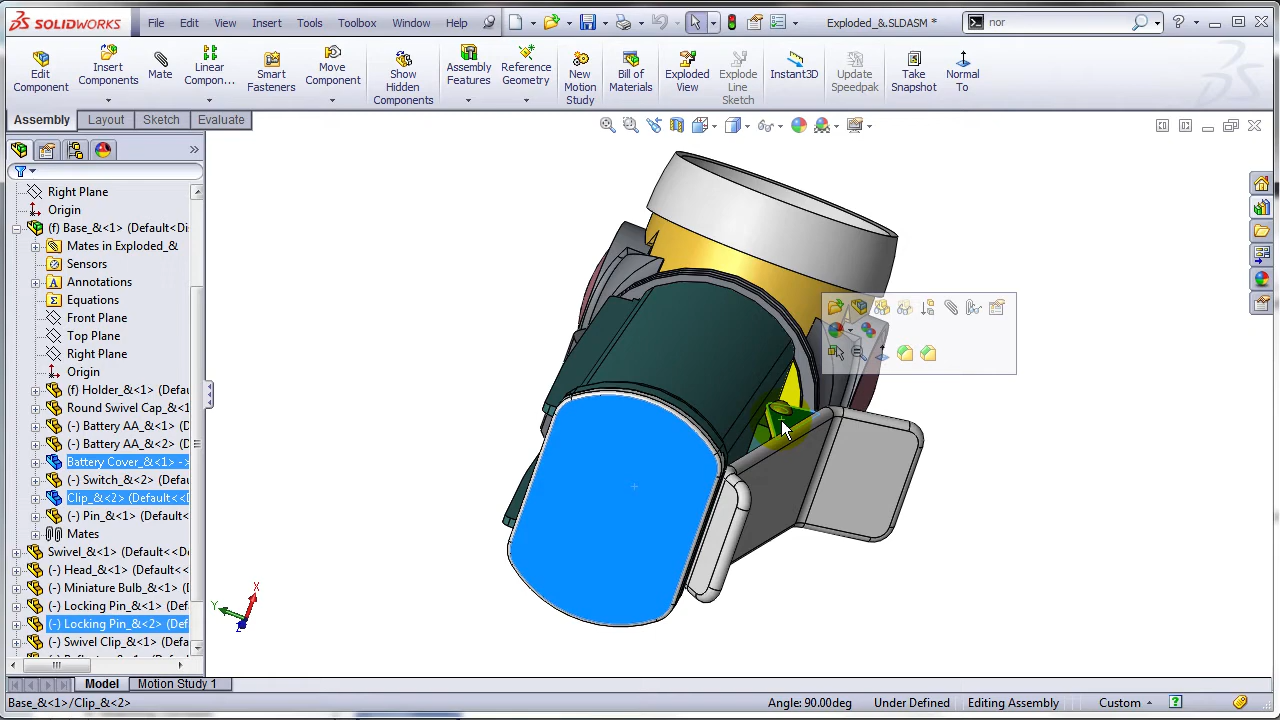 SOLIDWORKS
File Edit View Insert Tools Toolbox Window Help
Exploded_&.SLDASM *
nor
Edit Component
Insert Components
Mate
Linear Compon...
Smart Fasteners
Move Component
Show Hidden Components
Assembly Features
Reference Geometry
New Motion Study
Bill of Materials
Exploded View
Explode Line Sketch
Instant3D
Update Speedpak
Take Snapshot
Normal To
Assembly Layout Sketch Evaluate
Right Plane
Origin
(f) Base_&<1> (Default<Di
Mates in Exploded_&
Sensors
Annotations
Equations
Front Plane
Top Plane
Right Plane
Origin
(f) Holder_&<1> (Defau
Round Swivel Cap_&<1>
(-) Battery AA_&<1> (D
(-) Battery AA_&<2> (D
Battery Cover_&<1> ->
(-) Switch_&<2> (Defau
Clip_&<2> (Default<<D
(-) Pin_&<1> (Default<
Mates
Swivel_&<1> (Default<<D
(-) Head_&<1> (Default<
(-) Miniature Bulb_&<1> (
(-) Locking Pin_&<1> (Def
(-) Locking Pin_&<2> (Def
(-) Swivel Clip_&<1> (Defa
X
Y
Z
Model Motion Study 1
Base_&<1>/Clip_&<2>
Angle: 90.00deg Under Defined Editing Assembly Custom